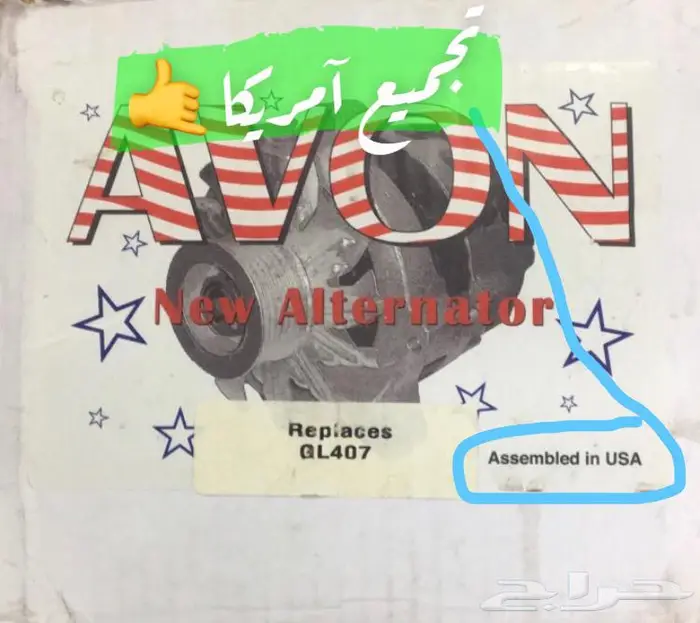 تجميع آمريكا
AVON
New Alternator
Replaces
GL407
Assembled in USA
حراج